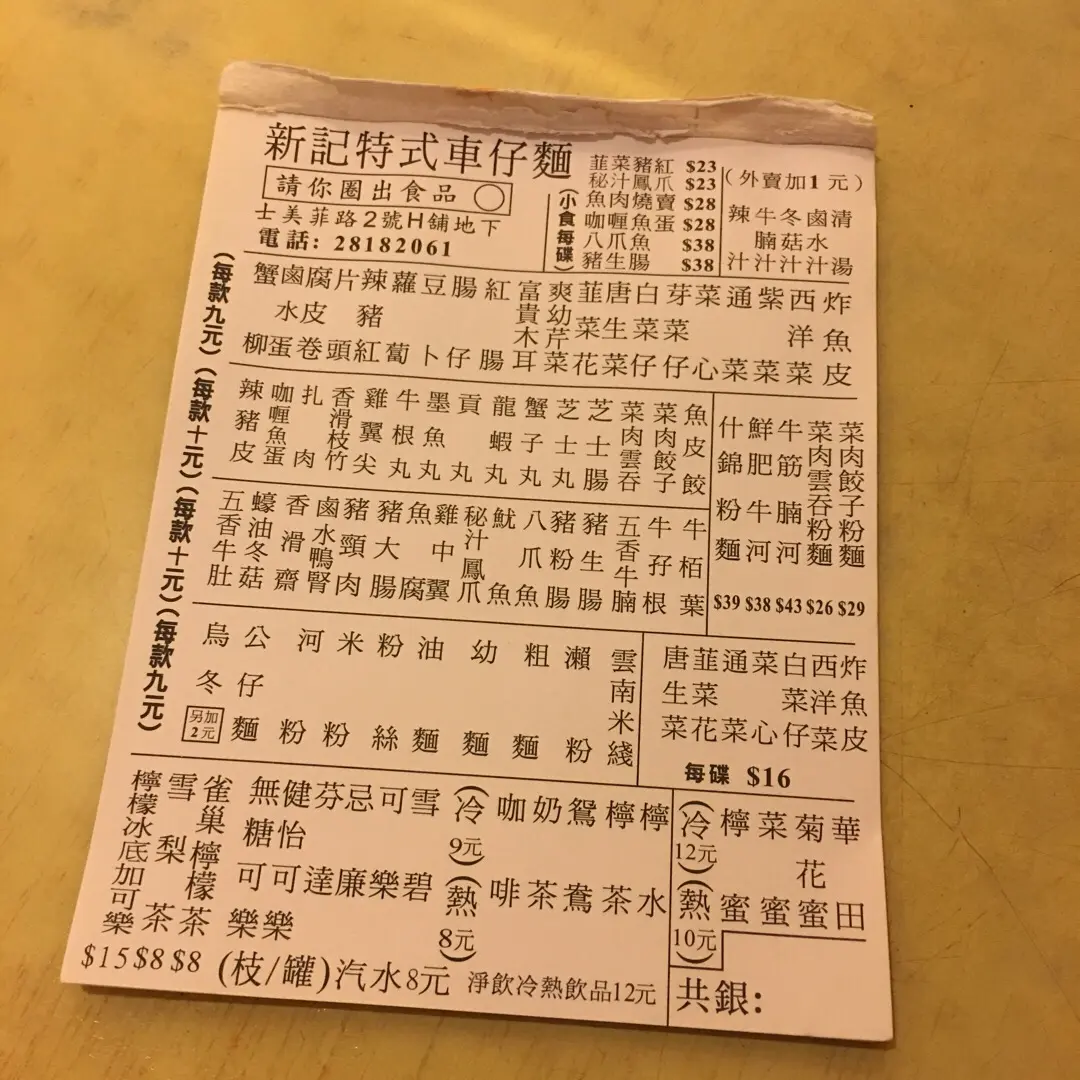 新記特式車仔麵
請你圈出食品 ○
士美菲路2號H舖地下
電話: 28182061
(小食每碟)
韮菜豬紅 $23
秘汁鳳爪 $23
魚肉燒賣 $28
咖喱魚蛋 $28
八爪魚 $38
豬生腸 $38
(外賣加1元)
辣汁
牛腩汁
冬菇汁
鹵水汁
清湯
(每款九元)
蟹柳
鹵水蛋
腐皮卷
片頭
辣豬紅
蘿蔔
豆卜
腸仔
紅腸
富貴木耳
爽幼芹菜
韮菜花
唐生菜
白菜仔
芽菜仔
菜心
通菜
紫菜
西洋菜
炸魚皮
(每款十元)
辣豬皮
咖喱魚蛋
扎肉
香滑枝竹
雞翼尖
牛根丸
墨魚丸
貢丸
龍蝦丸
蟹子丸
芝士丸
芝士腸
菜肉雲吞
菜肉餃子
魚皮餃
什錦粉麵 $39
鮮肥牛河 $38
牛筋腩河 $43
菜肉雲吞粉麵 $26
菜肉餃子粉麵 $29
(每款十元)
五香牛肚
蠔油冬菇
香滑齋
鹵水鴨腎
豬頸肉
豬大腸
魚腐
雞中翼
秘汁鳳爪
魷魚
八爪魚
豬粉腸
豬生腸
五香牛腩
牛孖根
牛栢葉
(每款九元)
烏冬 另加2元
公仔麵
河粉
米粉
粉絲
油麵
幼麵
粗麵
瀨粉
雲南米綫
唐生菜
韮菜花
通菜
菜心
白菜仔
西洋菜
炸魚皮
每碟 $16
檸檬冰底加可樂 $15
雪梨茶 $8
雀巢檸檬茶 $8
無糖可樂
健怡可樂
芬達
忌廉
可樂
雪碧
(枝/罐)汽水8元
(冷9元)(熱8元)
咖啡
奶茶
鴛鴦
檸茶
檸水
淨飲冷熱飲品12元
(冷12元)(熱10元)
檸蜜
菜蜜
菊花蜜
華田
共銀: